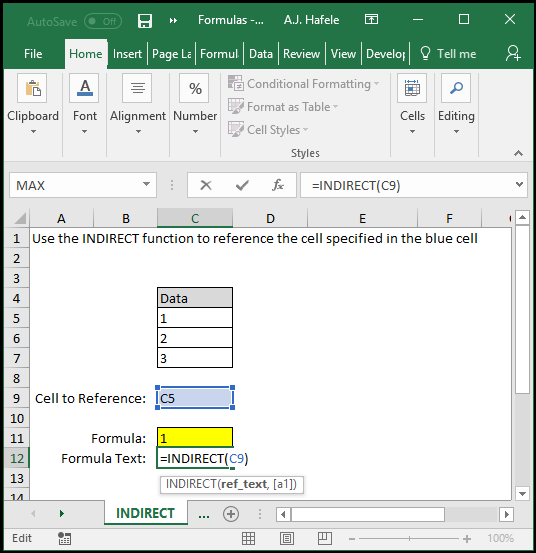 AutoSave Off Formulas -... A.J. Hafele
File Home Insert Page La Formul Data Review View Develop Tell me
Clipboard Font Alignment % Number Conditional Formatting Format as Table Cell Styles Styles Cells Editing
MAX =INDIRECT(C9)
A B C D E F
1 Use the INDIRECT function to reference the cell specified in the blue cell
2
3
4 Data
5 1
6 2
7 3
8
9 Cell to Reference: C5
10
11 Formula: 1
12 Formula Text: =INDIRECT(C9)
13 INDIRECT(ref_text, [a1])
14
INDIRECT ...
Edit 100%